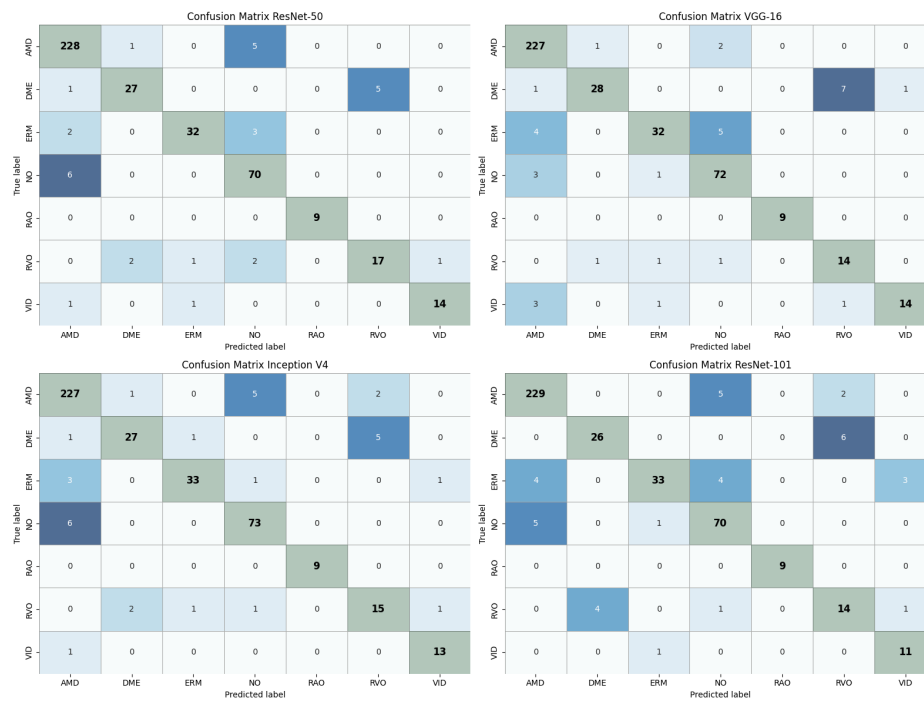 Confusion Matrix ResNet-50
AMD 228 1 0 5 0 0 0
DME 1 27 0 0 0 5 0
ERM 2 0 32 3 0 0 0
NO 6 0 0 70 0 0 0
RAO 0 0 0 0 9 0 0
RVO 0 2 1 2 0 17 1
VID 1 0 1 0 0 0 14
AMD DME ERM NO RAO RVO VID
True label
Predicted label
Confusion Matrix VGG-16
AMD 227 1 0 2 0 0 0
DME 1 28 0 0 0 7 1
ERM 4 0 32 5 0 0 0
NO 3 0 1 72 0 0 0
RAO 0 0 0 0 9 0 0
RVO 0 1 1 1 0 14 0
VID 3 0 1 0 0 1 14
AMD DME ERM NO RAO RVO VID
True label
Predicted label
Confusion Matrix Inception V4
AMD 227 1 0 5 0 2 0
DME 1 27 1 0 0 5 0
ERM 3 0 33 1 0 0 1
NO 6 0 0 73 0 0 0
RAO 0 0 0 0 9 0 0
RVO 0 2 1 1 0 15 1
VID 1 0 0 0 0 0 13
AMD DME ERM NO RAO RVO VID
True label
Predicted label
Confusion Matrix ResNet-101
AMD 229 0 0 5 0 2 0
DME 0 26 0 0 0 6 0
ERM 4 0 33 4 0 0 3
NO 5 0 1 70 0 0 0
RAO 0 0 0 0 9 0 0
RVO 0 4 0 1 0 14 1
VID 0 0 1 0 0 0 11
AMD DME ERM NO RAO RVO VID
True label
Predicted label